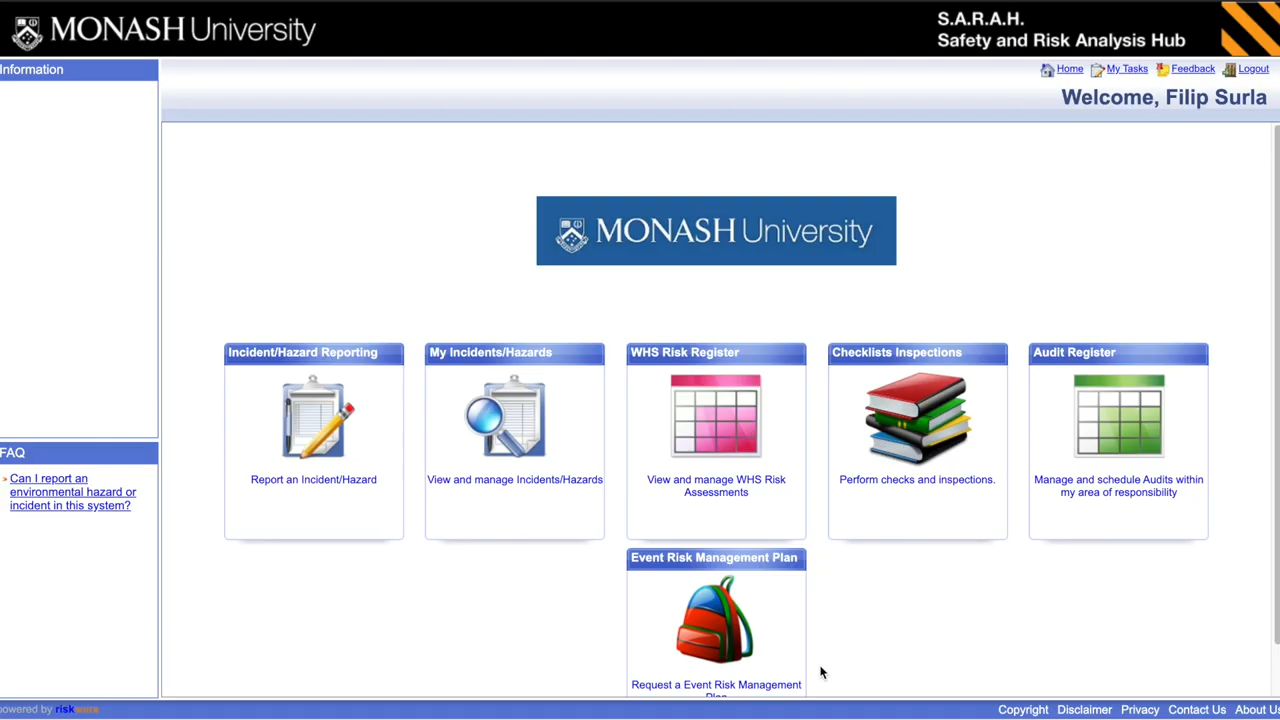 MONASH University
S.A.R.A.H.
Safety and Risk Analysis Hub
Information
Home My Tasks Feedback Logout
Welcome, Filip Surla
MONASH University
Incident/Hazard Reporting
Report an Incident/Hazard
My Incidents/Hazards
View and manage Incidents/Hazards
WHS Risk Register
View and manage WHS Risk
Assessments
Checklists Inspections
Perform checks and inspections.
Audit Register
Manage and schedule Audits within
my area of responsibility
FAQ
Can I report an
environmental hazard or
incident in this system?
Event Risk Management Plan
Request a Event Risk Management
Plan
powered by riskware
Copyright Disclaimer Privacy Contact Us About Us